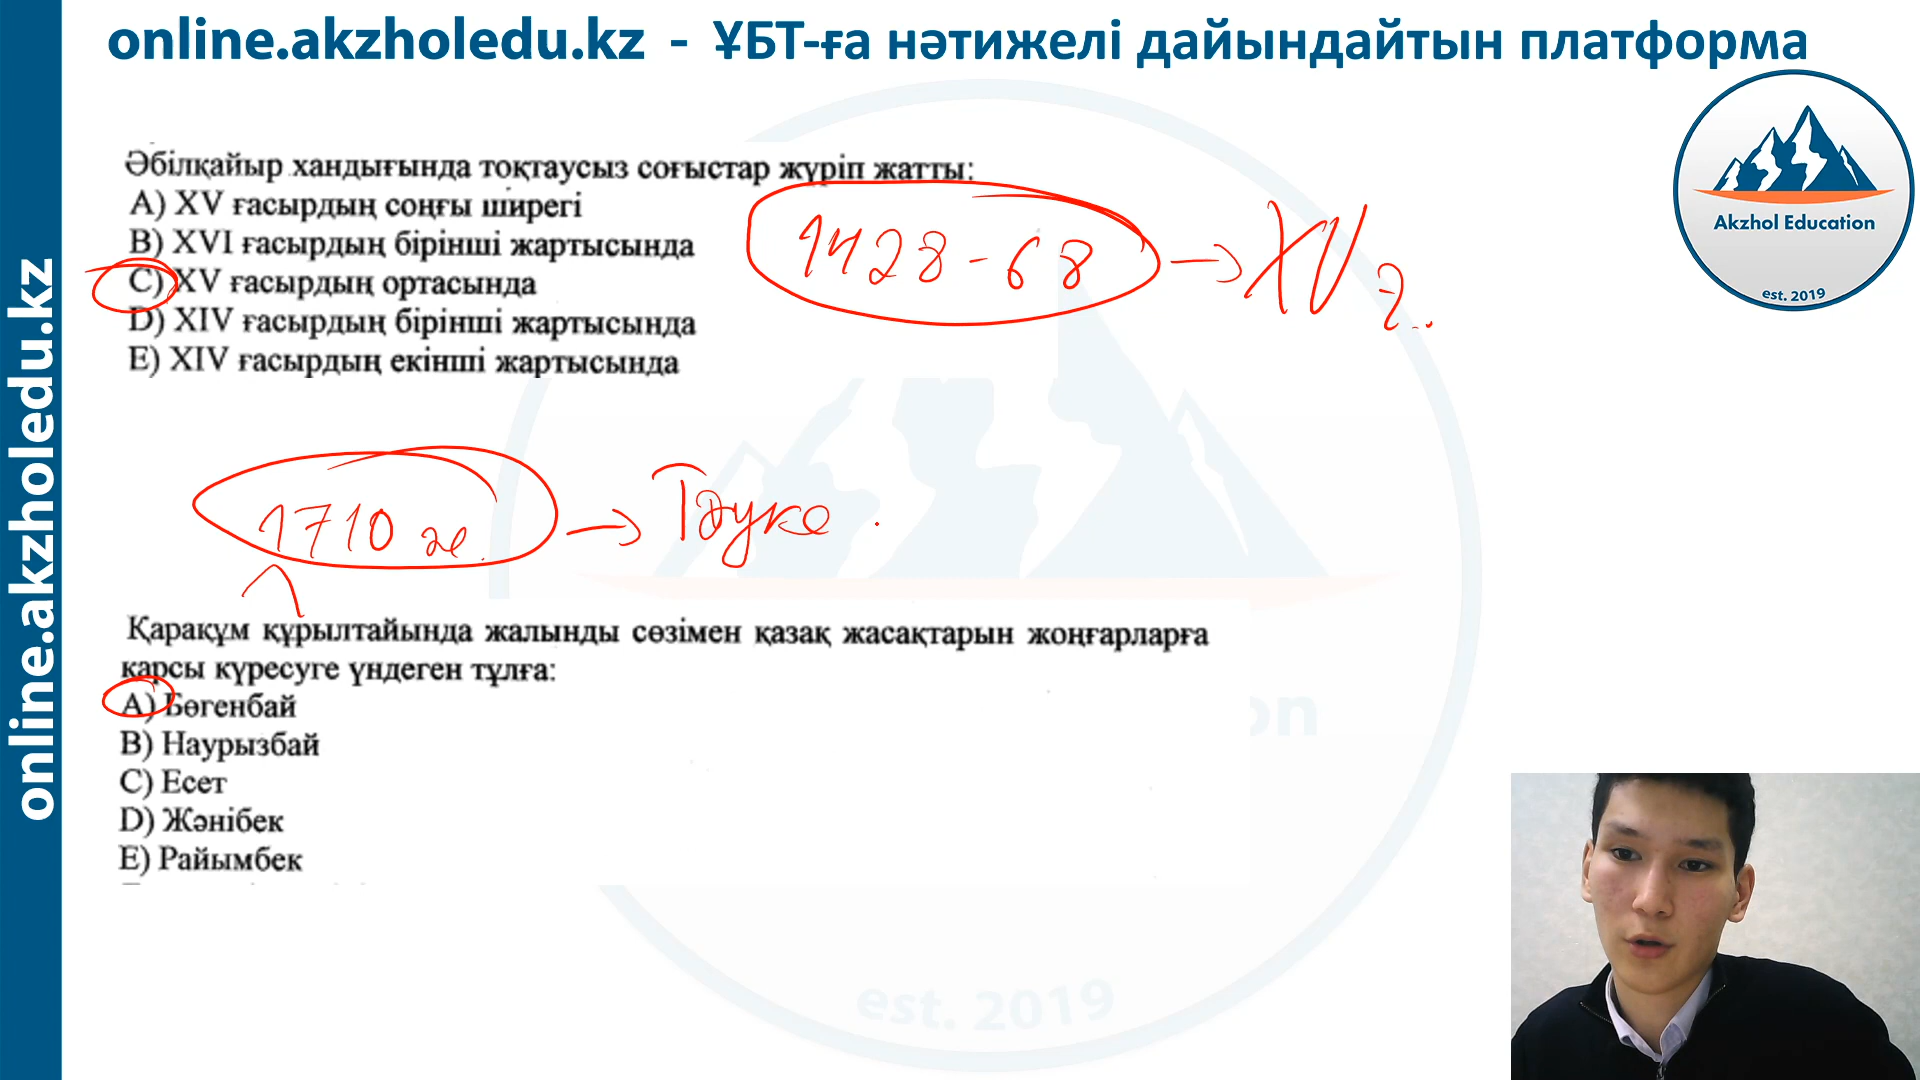 online.akzholedu.kz - ҰБТ-ға нәтижелі дайындайтын платформа
Akzhol Education
est. 2019
online.akzholedu.kz
Әбілқайыр хандығында тоқтаусыз соғыстар жүріп жатты:
A) XV ғасырдың соңғы ширегі
B) XVI ғасырдың бірінші жартысында
C) XV ғасырдың ортасында
D) XIV ғасырдың бірінші жартысында
E) XIV ғасырдың екінші жартысында
1428-68 → XV ғ.
1710 ж. → Тәуке.
Қарақұм құрылтайында жалынды сөзімен қазақ жасақтарын жоңғарларға
қарсы күресуге үндеген тұлға:
A) Бөгенбай
B) Наурызбай
C) Есет
D) Жәнібек
E) Райымбек
est. 2019